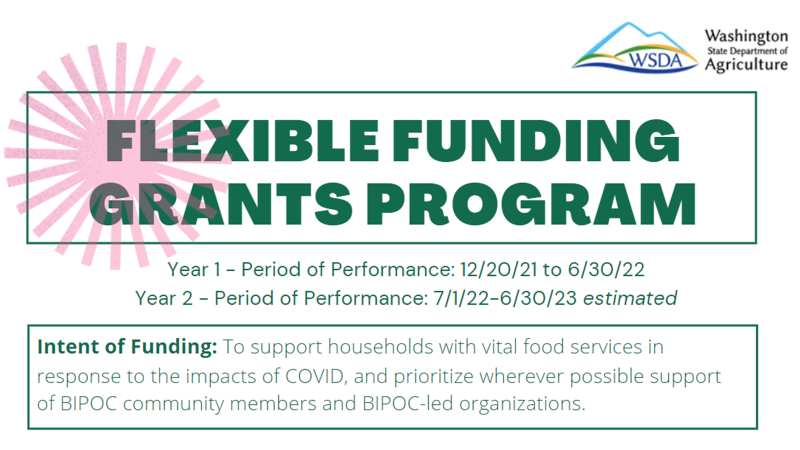 WSDA
Washington
State Department of
Agriculture
FLEXIBLE FUNDING
GRANTS PROGRAM
Year 1 – Period of Performance: 12/20/21 to 6/30/22
Year 2 – Period of Performance: 7/1/22-6/30/23 estimated
Intent of Funding: To support households with vital food services in
response to the impacts of COVID, and prioritize wherever possible support
of BIPOC community members and BIPOC-led organizations.